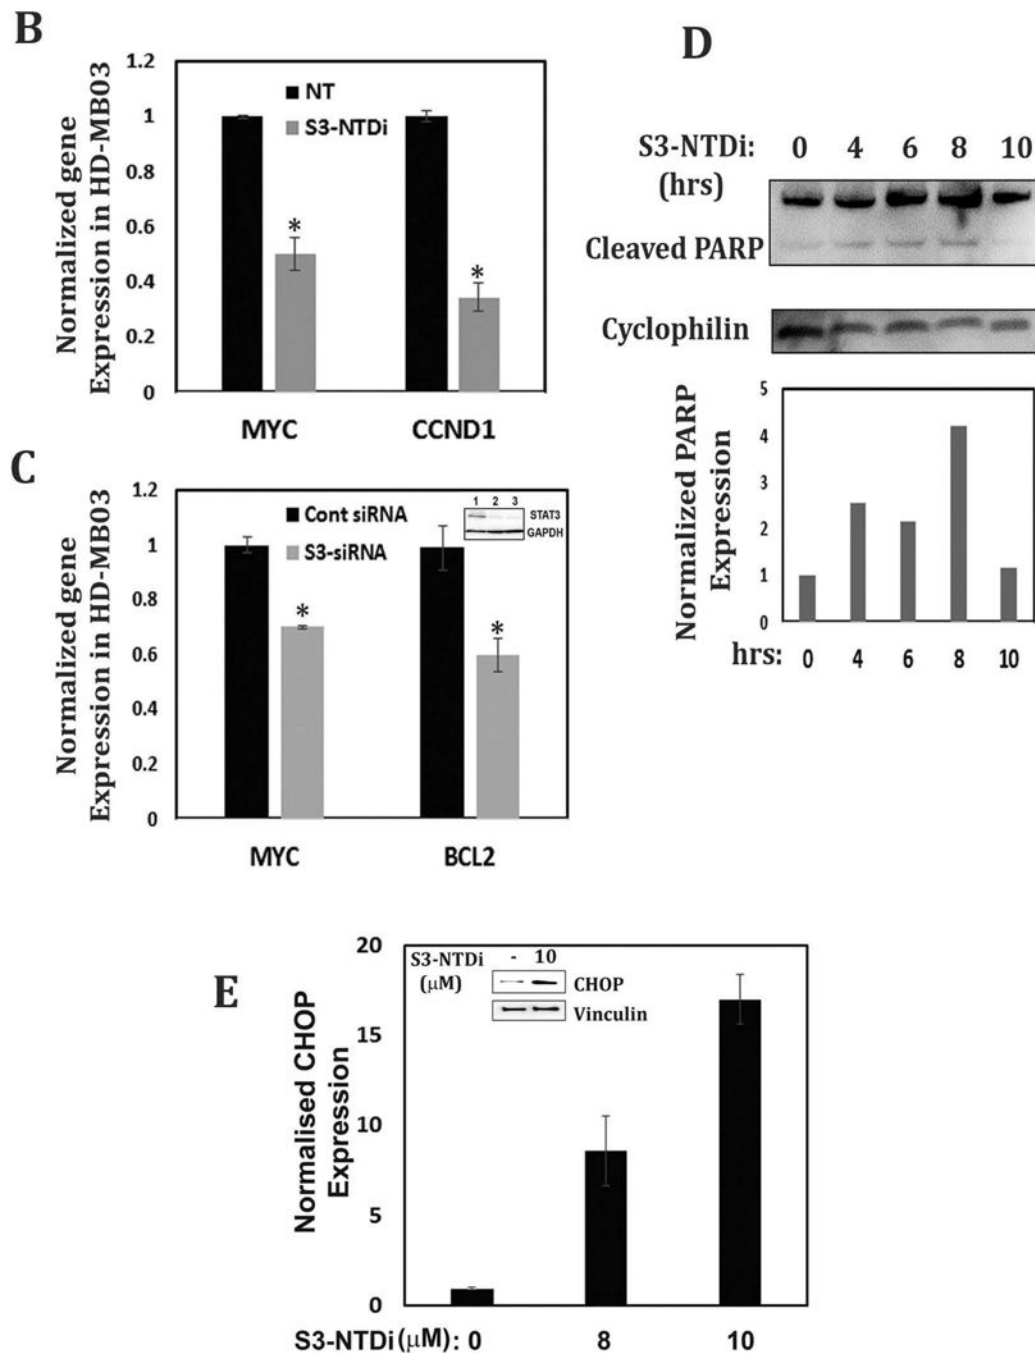 B
Normalized gene
Expression in HD-MB03
1.2
1
0.8
0.6
0.4
0.2
0
NT
S3-NTDi
*
*
MYC CCND1
C
Normalized gene
Expression in HD-MB03
1.2
1
0.8
0.6
0.4
0.2
0
Cont siRNA
S3-siRNA
1 2 3
STAT3
GAPDH
*
*
MYC BCL2
D
S3-NTDi: 0 4 6 8 10
(hrs)
Cleaved PARP
Cyclophilin
Normalized PARP
Expression
5
4
3
2
1
0
hrs: 0 4 6 8 10
E
Normalised CHOP
Expression
20
15
10
5
0
S3-NTDi - 10
(μM)
CHOP
Vinculin
S3-NTDi(μM): 0 8 10